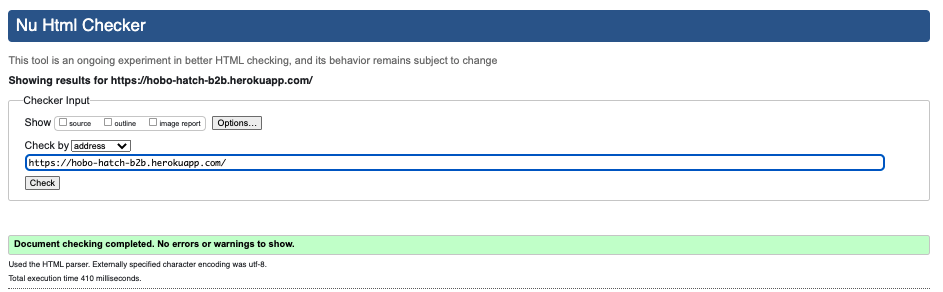 Nu Html Checker
This tool is an ongoing experiment in better HTML checking, and its behavior remains subject to change
Showing results for https://hobo-hatch-b2b.herokuapp.com/
Checker Input
Show source outline image report Options...
Check by address
https://hobo-hatch-b2b.herokuapp.com/
Check
Document checking completed. No errors or warnings to show.
Used the HTML parser. Externally specified character encoding was utf-8.
Total execution time 410 milliseconds.